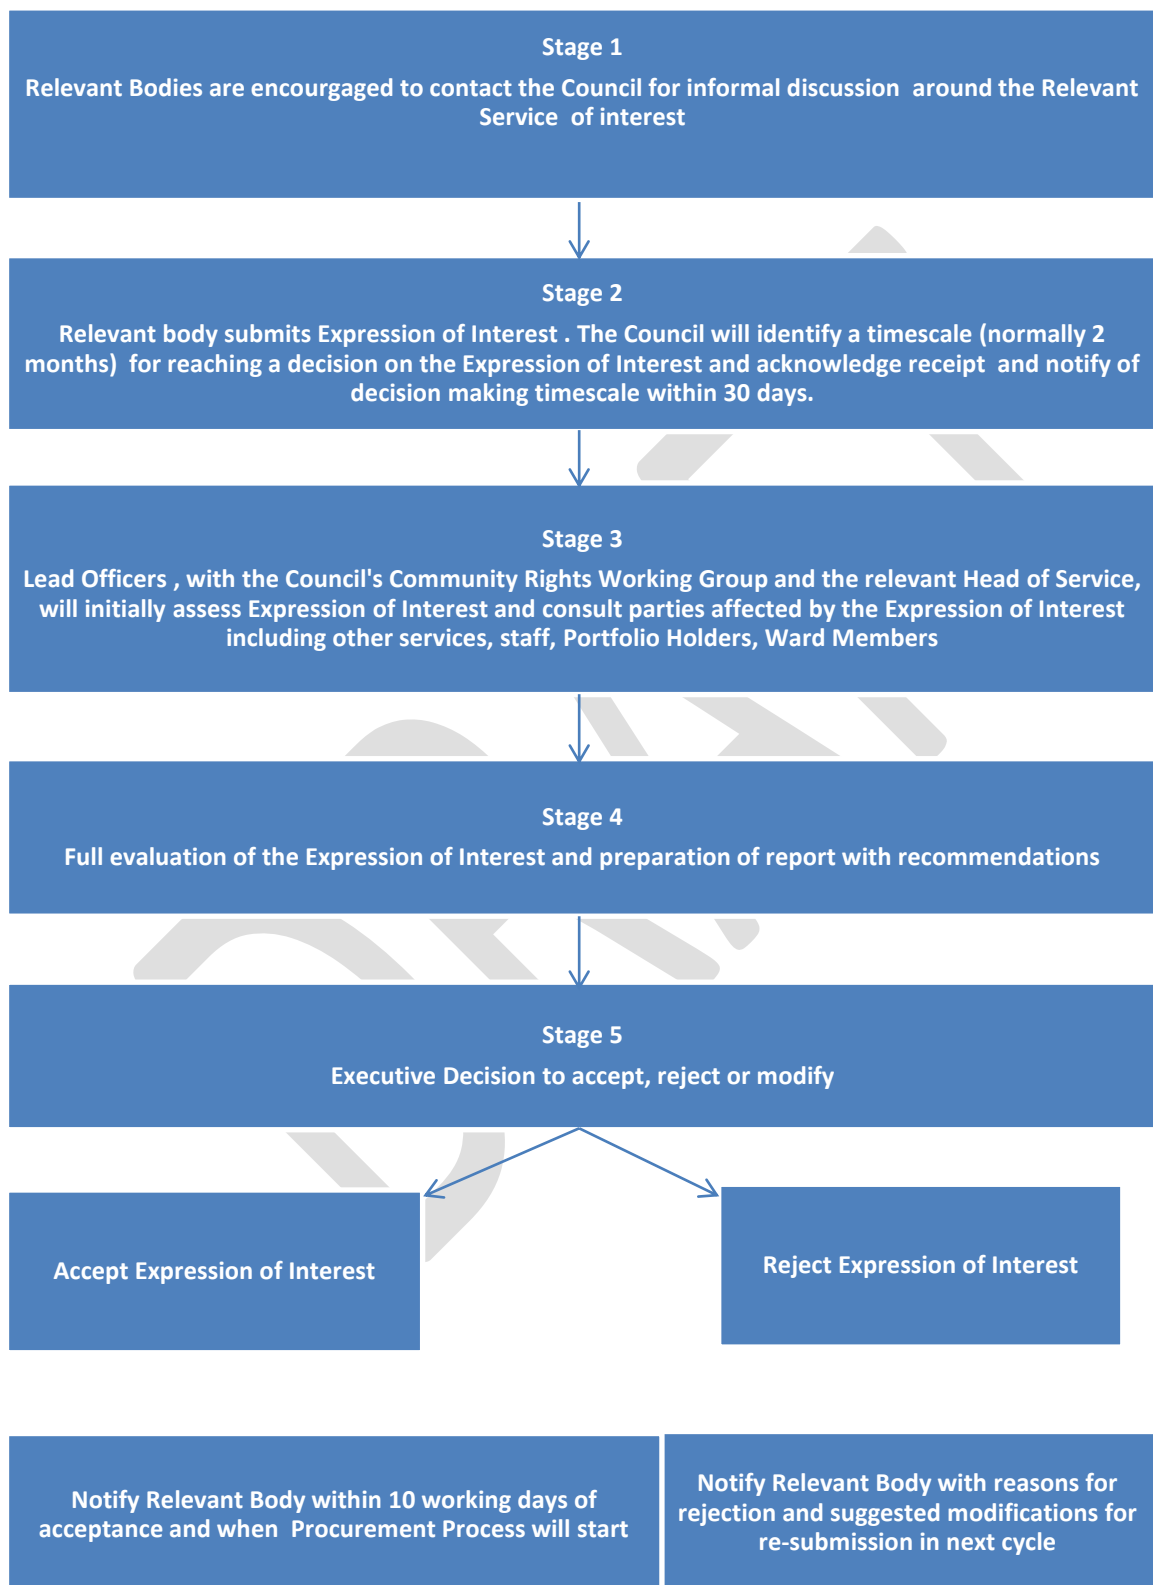 Stage 1
Relevant Bodies are encourgaged to contact the Council for informal discussion  around the Relevant
Service  of interest
Stage 2
Relevant body submits Expression of Interest . The Council will identify a timescale (normally 2
months)  for reaching a decision on the Expression of Interest and acknowledge receipt  and notify of
decision making timescale within 30 days.
Stage 3
Lead Officers , with the Council's Community Rights Working Group and the relevant Head of Service,
will initially assess Expression of Interest and consult parties affected by the Expression of Interest
including other services, staff, Portfolio Holders, Ward Members
Stage 4
Full evaluation of the Expression of Interest and preparation of report with recommendations
Stage 5
Executive Decision to accept, reject or modify
Accept Expression of Interest
Reject Expression of Interest
Notify Relevant Body within 10 working days of
acceptance and when  Procurement Process will start
Notify Relevant Body with reasons for
rejection and suggested modifications for
re-submission in next cycle